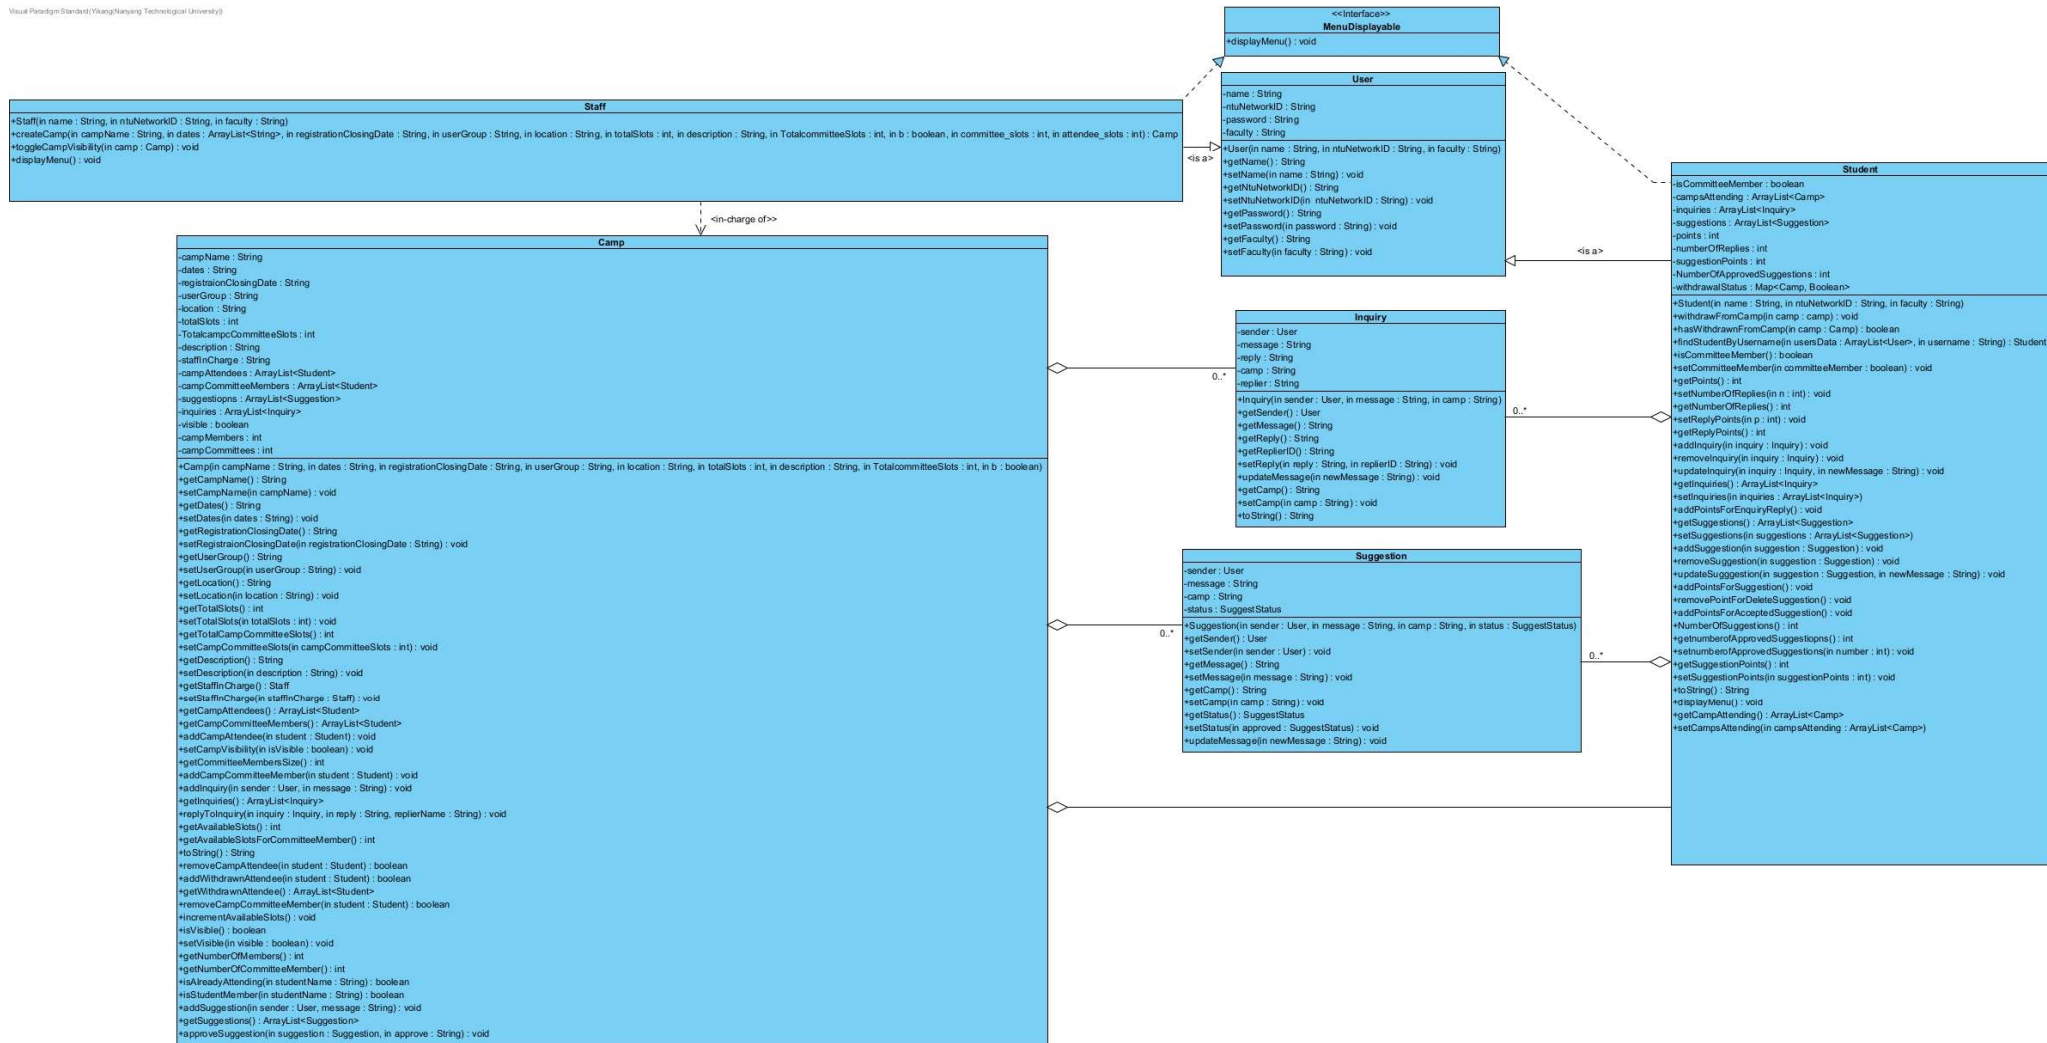 Visual Paradigm Standard(Yikang(Nanyang Technological University))
<<Interface>>
MenuDisplayable
+displayMenu() : void
Staff
+Staff(in name : String, in ntuNetworkID : String, in faculty : String)
+createCamp(in campName : String, in dates : ArrayList<String>, in registrationClosingDate : String, in userGroup : String, in location : String, in totalSlots : int, in description : String, in TotalcommitteeSlots : int, in b : boolean, in committee_slots : int, in attendee_slots : int) : Camp
+toggleCampVisibility(in camp : Camp) : void
+displayMenu() : void
<is a>
User
-name : String
-ntuNetworkID : String
-password : String
-faculty : String
+User(in name : String, in ntuNetworkID : String, in faculty : String)
+getName() : String
+setName(in name : String) : void
+getNtuNetworkID() : String
+setNtuNetworkID(in ntuNetworkID : String) : void
+getPassword() : String
+setPassword(in password : String) : void
+getFaculty() : String
+setFaculty(in faculty : String) : void
<is a>
<in-charge of>>
Camp
-campName : String
-dates : String
-registraionClosingDate : String
-userGroup : String
-location : String
-totalSlots : int
-TotalcampcCommitteeSlots : int
-description : String
-staffInCharge : String
-campAttendees : ArrayList<Student>
-campCommitteeMembers : ArrayList<Student>
-suggestiopns : ArrayList<Suggestion>
-inquiries : ArrayList<Inquiry>
-visible : boolean
-campMembers : int
-campCommittees : int
+Camp(in campName : String, in dates : String, in registrationClosingDate : String, in userGroup : String, in location : String, in totalSlots : int, in description : String, in TotalcommitteeSlots : int, in b : boolean)
+getCampName() : String
+setCampName(in campName) : void
+getDates() : String
+setDates(in dates : String) : void
+getRegistrationClosingDate() : String
+setRegistraionClosingDate(in registrationClosingDate : String) : void
+getUserGroup() : String
+setUserGroup(in userGroup : String) : void
+getLocation() : String
+setLocation(in location : String) : void
+getTotalSlots() : int
+setTotalSlots(in totalSlots : int) : void
+getTotalCampCommitteeSlots() : int
+setCampCommitteeSlots(in campCommitteeSlots : int) : void
+getDescription() : String
+setDescription(in description : String) : void
+getStaffInCharge() : Staff
+setStaffInCharge(in staffInCharge : Staff) : void
+getCampAttendees() : ArrayList<Student>
+getCampCommitteeMembers() : ArrayList<Student>
+addCampAttendee(in student : Student) : void
+setCampVisibility(in isVisible : boolean) : void
+getCommitteeMembersSize() : int
+addCampCommitteeMember(in student : Student) : void
+addInquiry(in sender : User, in message : String) : void
+getInquiries() : ArrayList<Inquiry>
+replyToInquiry(in inquiry : Inquiry, in reply : String, replierName : String) : void
+getAvailableSlots() : int
+getAvailableSlotsForCommitteeMember() : int
+toString() : String
+removeCampAttendee(in student : Student) : boolean
+addWithdrawnAttendee(in student : Student) : boolean
+getWithdrawnAttendee() : ArrayList<Student>
+removeCampCommitteeMember(in student : Student) : boolean
+incrementAvailableSlots() : void
+isVisible() : boolean
+setVisible(in visible : boolean) : void
+getNumberOfMembers() : int
+getNumberOfCommitteeMember() : int
+isAlreadyAttending(in studentName : String) : boolean
+isStudentMember(in studentName : String) : boolean
+addSuggestion(in sender : User, message : String) : void
+getSuggestions() : ArrayList<Suggestion>
+approveSuggestion(in suggestion : Suggestion, in approve : String) : void
0..*
Inquiry
-sender : User
-message : String
-reply : String
-camp : String
-replier : String
+Inquiry(in sender : User, in message : String, in camp : String)
+getSender() : User
+getMessage() : String
+getReply() : String
+getReplierID() : String
+setReply(in reply : String, in replierID : String) : void
+updateMessage(in newMessage : String) : void
+getCamp() : String
+setCamp(in camp : String) : void
+toString() : String
0..*
0..*
Suggestion
-sender : User
-message : String
-camp : String
-status : SuggestStatus
+Suggestion(in sender : User, in message : String, in camp : String, in status : SuggestStatus)
+getSender() : User
+setSender(in sender : User) : void
+getMessage() : String
+setMessage(in message : String) : void
+getCamp() : String
+setCamp(in camp : String) : void
+getStatus() : SuggestStatus
+setStatus(in approved : SuggestStatus) : void
+updateMessage(in newMessage : String) : void
0..*
Student
-isCommitteeMember : boolean
-campsAttending : ArrayList<Camp>
-inquiries : ArrayList<Inquiry>
-suggestions : ArrayList<Suggestion>
-points : int
-numberOfReplies : int
-suggestionPoints : int
-NumberOfApprovedSuggestions : int
-withdrawalStatus : Map<Camp, Boolean>
+Student(in name : String, in ntuNetworkID : String, in faculty : String)
+withdrawFromCamp(in camp : camp) : void
+hasWithdrawnFromCamp(in camp : Camp) : boolean
+findStudentByUsername(in usersData : ArrayList<User>, in username : String) : Student
+isCommitteeMember() : boolean
+setCommitteeMember(in committeeMember : boolean) : void
+getPoints() : int
+setNumberOfReplies(in n : int) : void
+getNumberOfReplies() : int
+setReplyPoints(in p : int) : void
+getReplyPoints() : int
+addInquiry(in inquiry : Inquiry) : void
+removeInquiry(in inquiry : Inquiry) : void
+updateInquiry(in inquiry : Inquiry, in newMessage : String) : void
+getInquiries() : ArrayList<Inquiry>
+setInquiries(in inquiries : ArrayList<Inquiry>)
+addPointsForEnquiryReply() : void
+getSuggestions() : ArrayList<Suggestion>
+setSuggestions(in suggestions : ArrayList<Suggestion>)
+addSuggestion(in suggestion : Suggestion) : void
+removeSuggestion(in suggestion : Suggestion) : void
+updateSugggestion(in suggestion : Suggestion, in newMessage : String) : void
+addPointsForSuggestion() : void
+removePointForDeleteSuggestion() : void
+addPointsForAcceptedSuggestion() : void
+NumberOfSuggestions() : int
+getnumberofApprovedSuggestiopns() : int
+setnumberofApprovedSuggestions(in number : int) : void
+getSuggestionPoints() : int
+setSuggestionPoints(in suggestionPoints : int) : void
+toString() : String
+displayMenu() : void
+getCampAttending() : ArrayList<Camp>
+setCampsAttending(in campsAttending : ArrayList<Camp>)